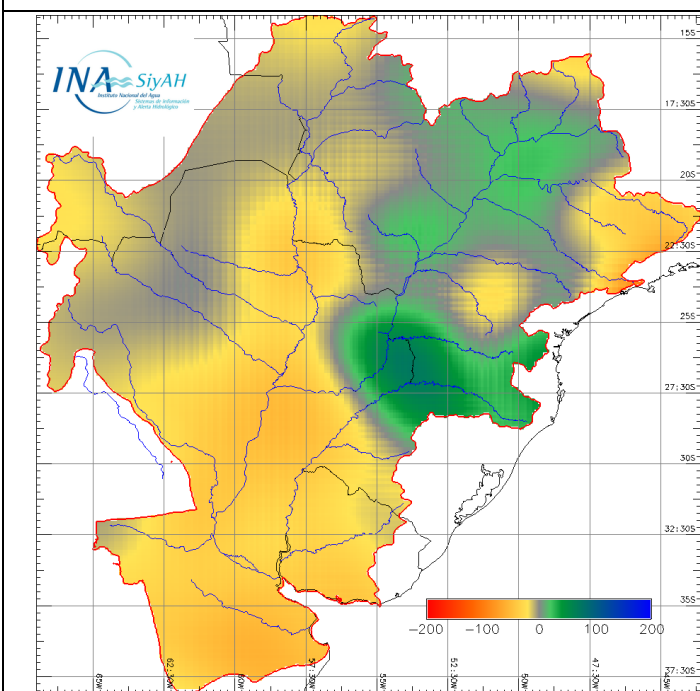 INA SiyAH
Instituto Nacional del Agua
Sistemas de Información
y Alerta Hidrológico
15S
17:30S
20S
22:30S
25S
27:30S
30S
32:30S
35S
37:30S
65W
62:30W
60W
57:30W
55W
52:30W
50W
47:30W
45W
−200 −100 0 100 200